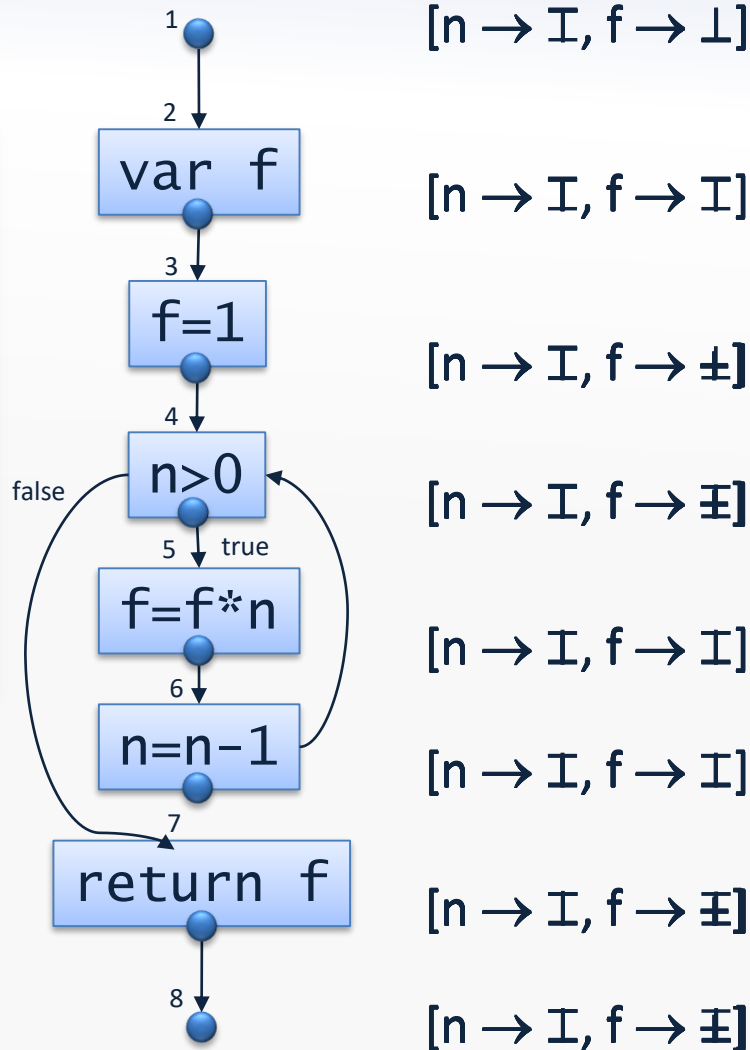 1
[n → , f → ⊥]
2
var f
[n → , f → ]
3
f=1
[n → , f → ]
4
n>0
false
[n → , f → ]
5
true
f=f*n
[n → , f → ]
6
n=n-1
[n → , f → ]
7
return f
[n → , f → ]
8
[n → , f → ]